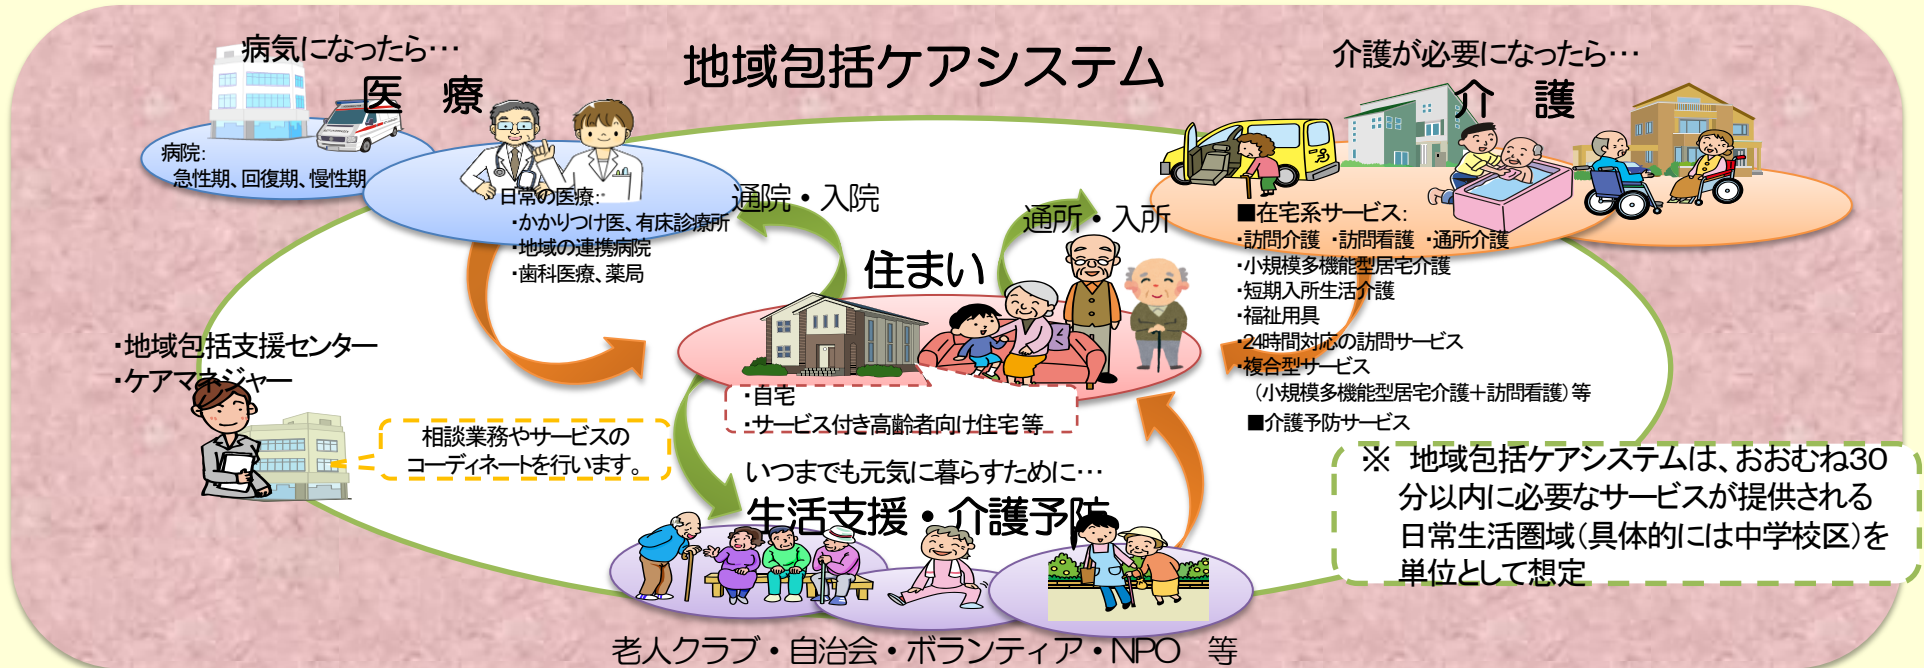 地域包括ケアシステム
病気になったら･･･
医　療
病院:
急性期、回復期、慢性期
日常の医療:
・かかりつけ医、有床診療所
・地域の連携病院
・歯科医療、薬局
通院・入院
通所・入所
住まい
・自宅
・サービス付き高齢者向け住宅 等
介護が必要になったら･･･
介　護
■在宅系サービス:
・訪問介護 ・訪問看護 ・通所介護
・小規模多機能型居宅介護
・短期入所生活介護
・福祉用具
・24時間対応の訪問サービス
・複合型サービス
（小規模多機能型居宅介護＋訪問看護）等
■介護予防サービス
・地域包括支援センター
・ケアマネジャー
相談業務やサービスの
コーディネートを行います。
いつまでも元気に暮らすために･･･
生活支援・介護予防
老人クラブ・自治会・ボランティア・NPO　等
※　地域包括ケアシステムは、おおむね30
分以内に必要なサービスが提供される
日常生活圏域（具体的には中学校区）を
単位として想定